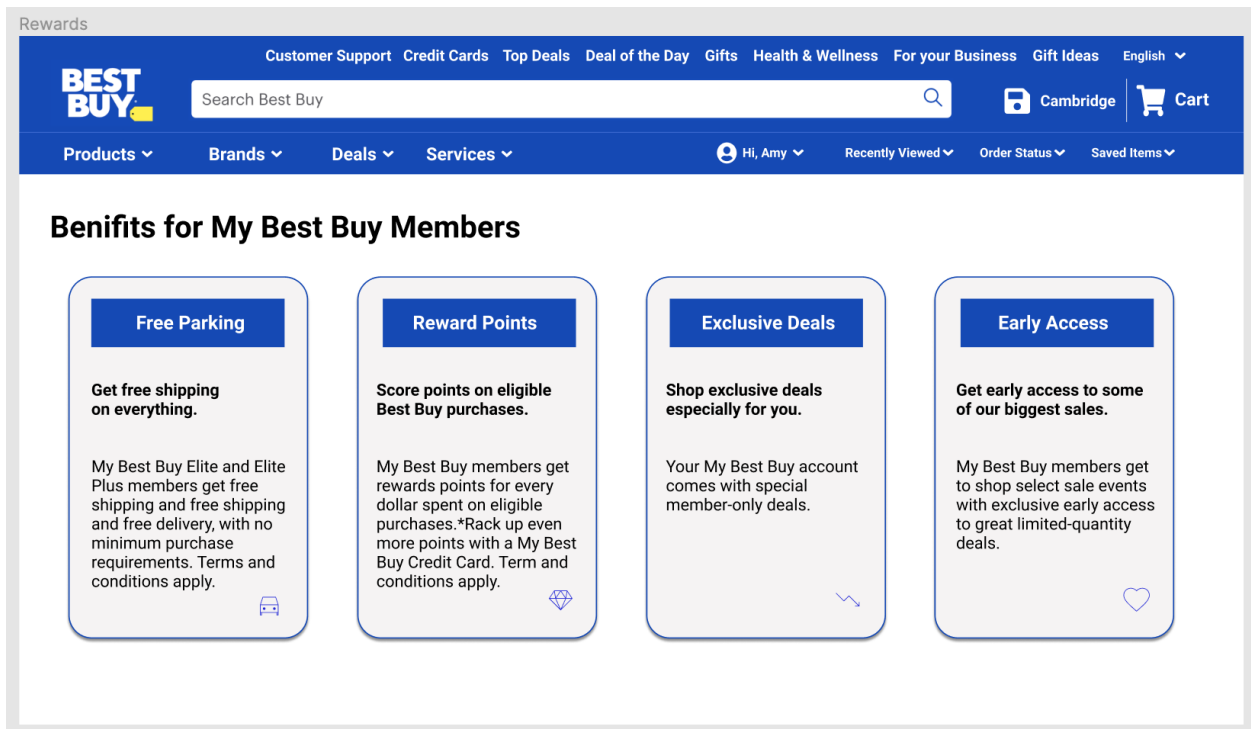 Rewards
Customer Support Credit Cards Top Deals Deal of the Day Gifts Health & Wellness For your Business Gift Ideas English
BEST
BUY
Search Best Buy
Cambridge
Cart
Products Brands Deals Services Hi, Amy Recently Viewed Order Status Saved Items
Benifits for My Best Buy Members
Free Parking
Get free shipping
on everything.
My Best Buy Elite and Elite
Plus members get free
shipping and free shipping
and free delivery, with no
minimum purchase
requirements. Terms and
conditions apply.
Reward Points
Score points on eligible
Best Buy purchases.
My Best Buy members get
rewards points for every
dollar spent on eligible
purchases.*Rack up even
more points with a My Best
Buy Credit Card. Term and
conditions apply.
Exclusive Deals
Shop exclusive deals
especially for you.
Your My Best Buy account
comes with special
member-only deals.
Early Access
Get early access to some
of our biggest sales.
My Best Buy members get
to shop select sale events
with exclusive early access
to great limited-quantity
deals.